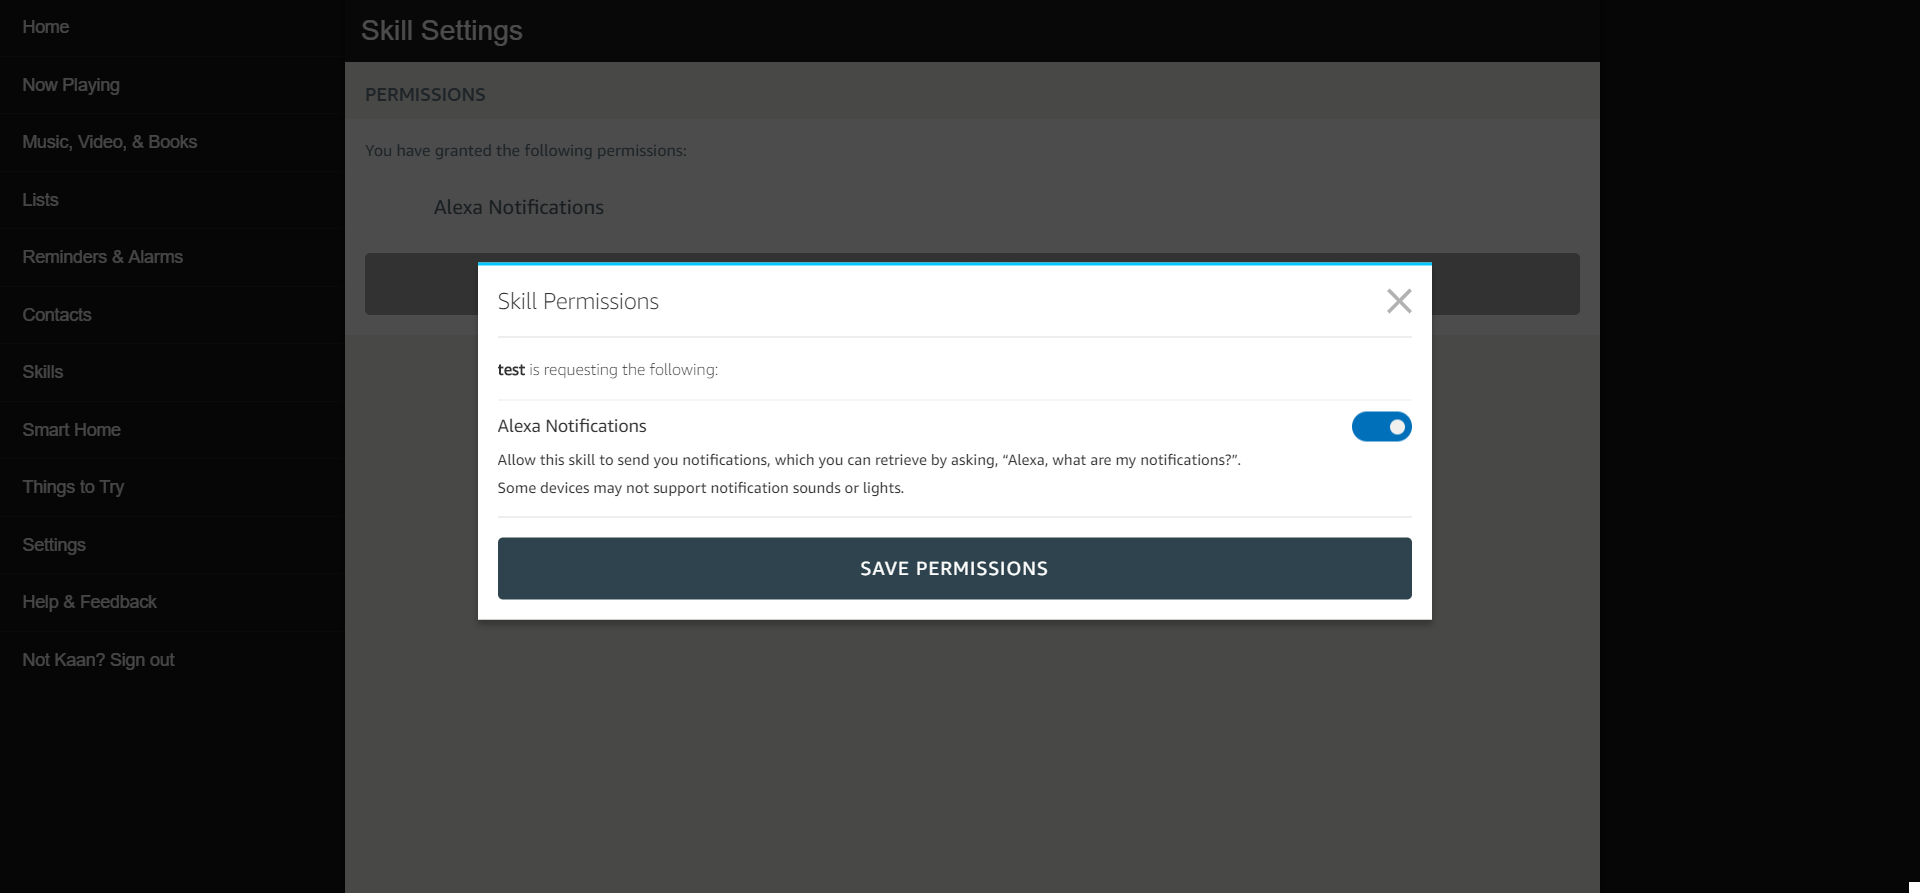 Home
Now Playing
Music, Video, & Books
Lists
Reminders & Alarms
Contacts
Skills
Smart Home
Things to Try
Settings
Help & Feedback
Not Kaan? Sign out
Skill Settings
PERMISSIONS
You have granted the following permissions:
Alexa Notifications
Skill Permissions
test is requesting the following:
Alexa Notifications
Allow this skill to send you notifications, which you can retrieve by asking, “Alexa, what are my notifications?”.
Some devices may not support notification sounds or lights.
SAVE PERMISSIONS